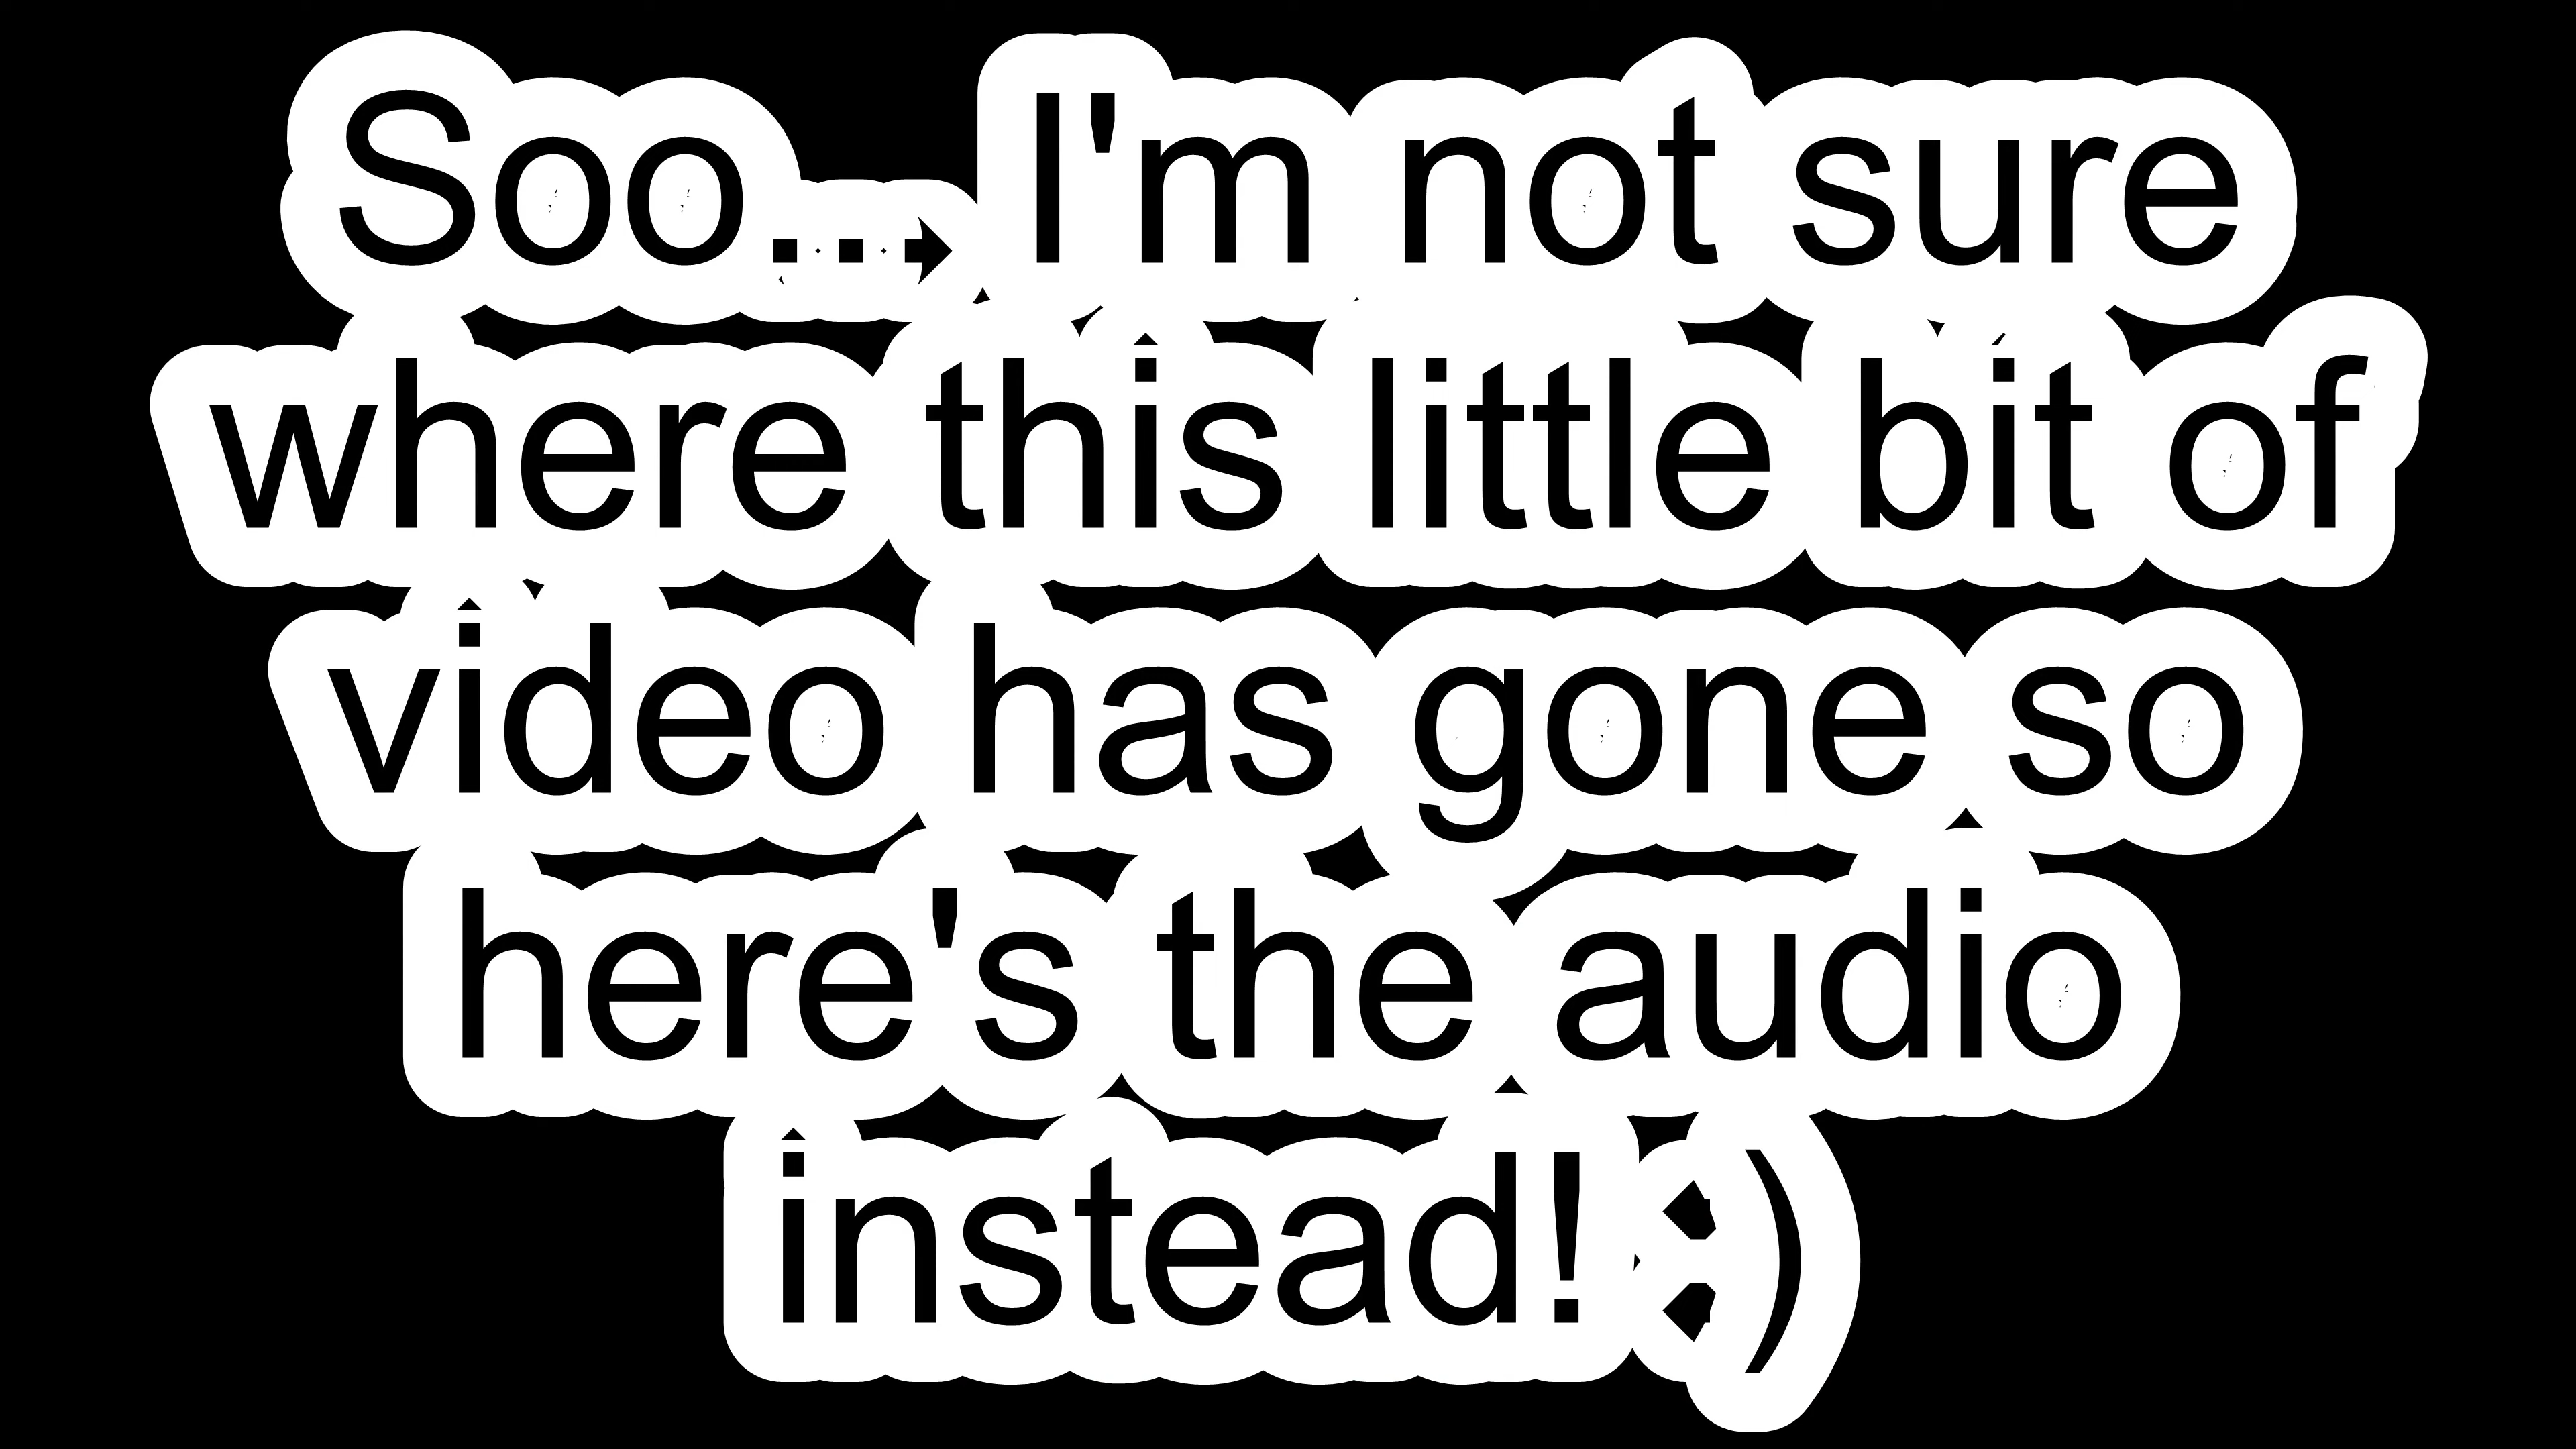 Soo... I'm not sure
where this little bit of
video has gone so
here's the audio
instead! :)